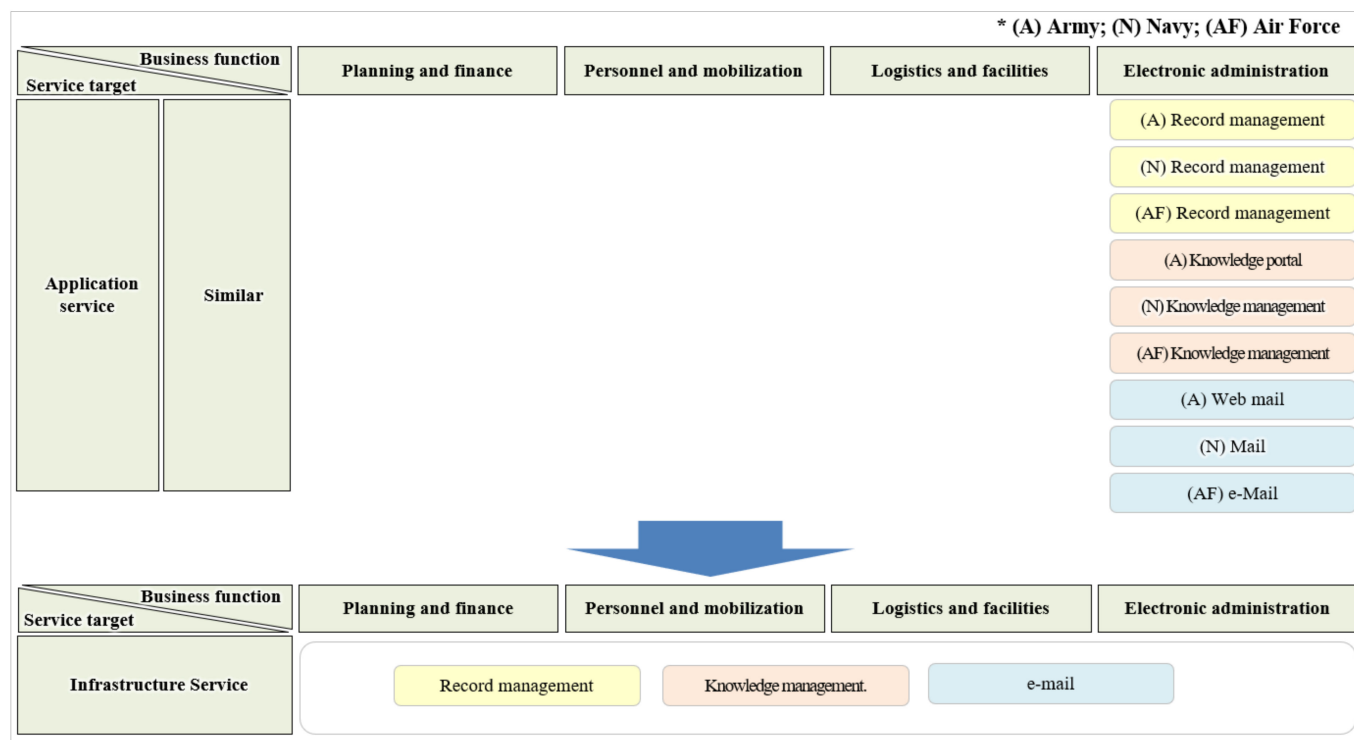 * (A) Army; (N) Navy; (AF) Air Force
Business function
Service target
Planning and finance
Personnel and mobilization
Logistics and facilities
Electronic administration
Application
service
Similar
(A) Record management
(N) Record management
(AF) Record management
(A) Knowledge portal
(N) Knowledge management
(AF) Knowledge management
(A) Web mail
(N) Mail
(AF) e-Mail
Business function
Service target
Planning and finance
Personnel and mobilization
Logistics and facilities
Electronic administration
Infrastructure Service
Record management
Knowledge management.
e-mail